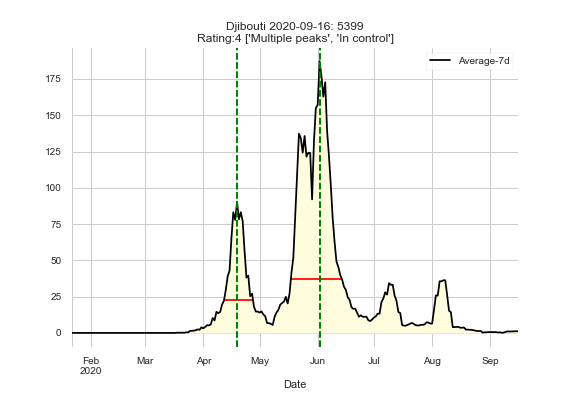 Djibouti 2020-09-16: 5399
Rating:4 ['Multiple peaks', 'In control']
Average-7d
175
150
125
100
75
50
25
0
Feb
2020
Mar
Apr
May
Jun
Jul
Aug
Sep
Date